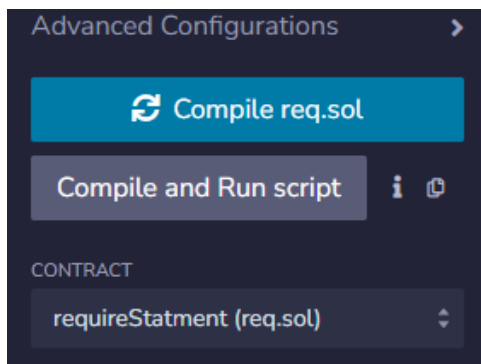 Advanced Configurations
Compile req.sol
Compile and Run script
CONTRACT
requireStatment (req.sol)